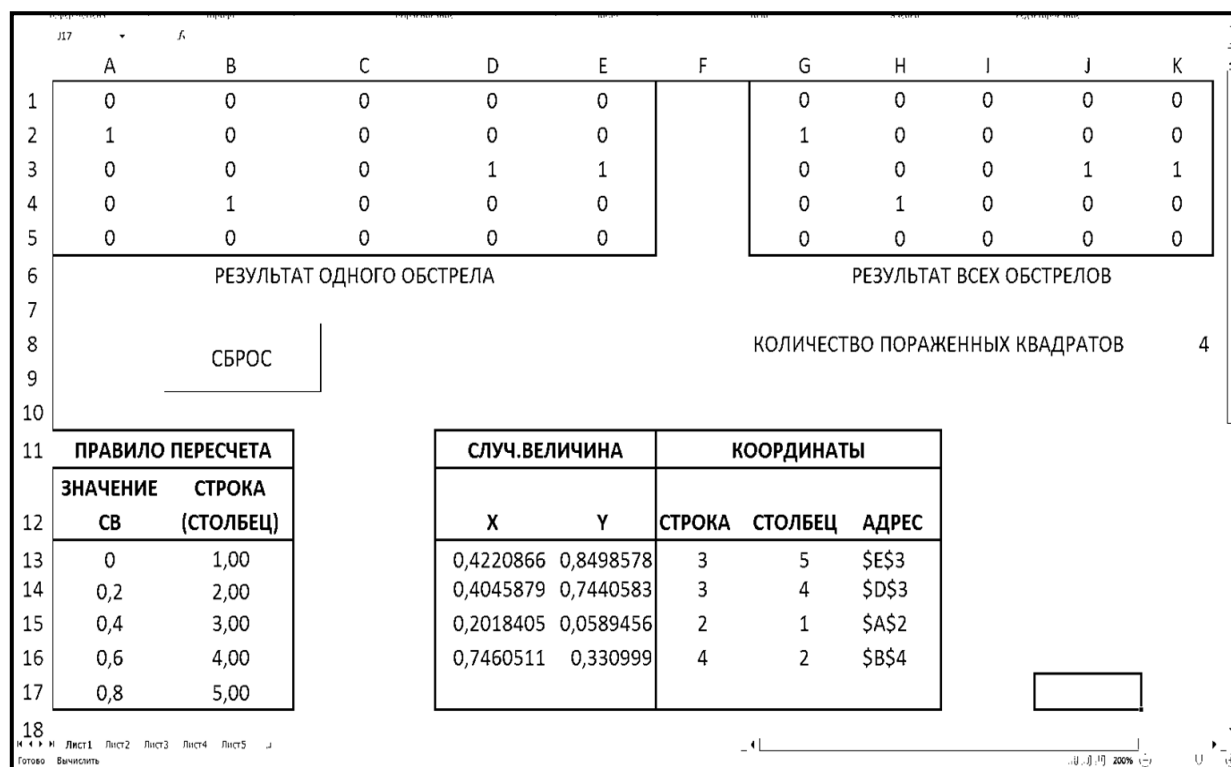 J17
A B C D E F G H I J K
1 0 0 0 0 0 0 0 0 0 0
2 1 0 0 0 0 1 0 0 0 0
3 0 0 0 1 1 0 0 0 1 1
4 0 1 0 0 0 0 1 0 0 0
5 0 0 0 0 0 0 0 0 0 0
6 РЕЗУЛЬТАТ ОДНОГО ОБСТРЕЛА РЕЗУЛЬТАТ ВСЕХ ОБСТРЕЛОВ
7
8 СБРОС КОЛИЧЕСТВО ПОРАЖЕННЫХ КВАДРАТОВ 4
9
10
11 ПРАВИЛО ПЕРЕСЧЕТА СЛУЧ.ВЕЛИЧИНА КООРДИНАТЫ
ЗНАЧЕНИЕ СТРОКА
12 СВ (СТОЛБЕЦ) X Y СТРОКА СТОЛБЕЦ АДРЕС
13 0 1,00 0,4220866 0,8498578 3 5 $E$3
14 0,2 2,00 0,4045879 0,7440583 3 4 $D$3
15 0,4 3,00 0,2018405 0,0589456 2 1 $A$2
16 0,6 4,00 0,7460511 0,330999 4 2 $B$4
17 0,8 5,00
18
Лист1 Лист2 Лист3 Лист4 Лист5
Готово Вычислить 200%